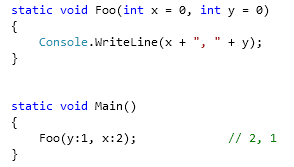 static void Foo(int x = 0, int y = 0)
{
    Console.WriteLine(x + ", " + y);
}
static void Main()
{
    Foo(y:1, x:2);             // 2, 1
}